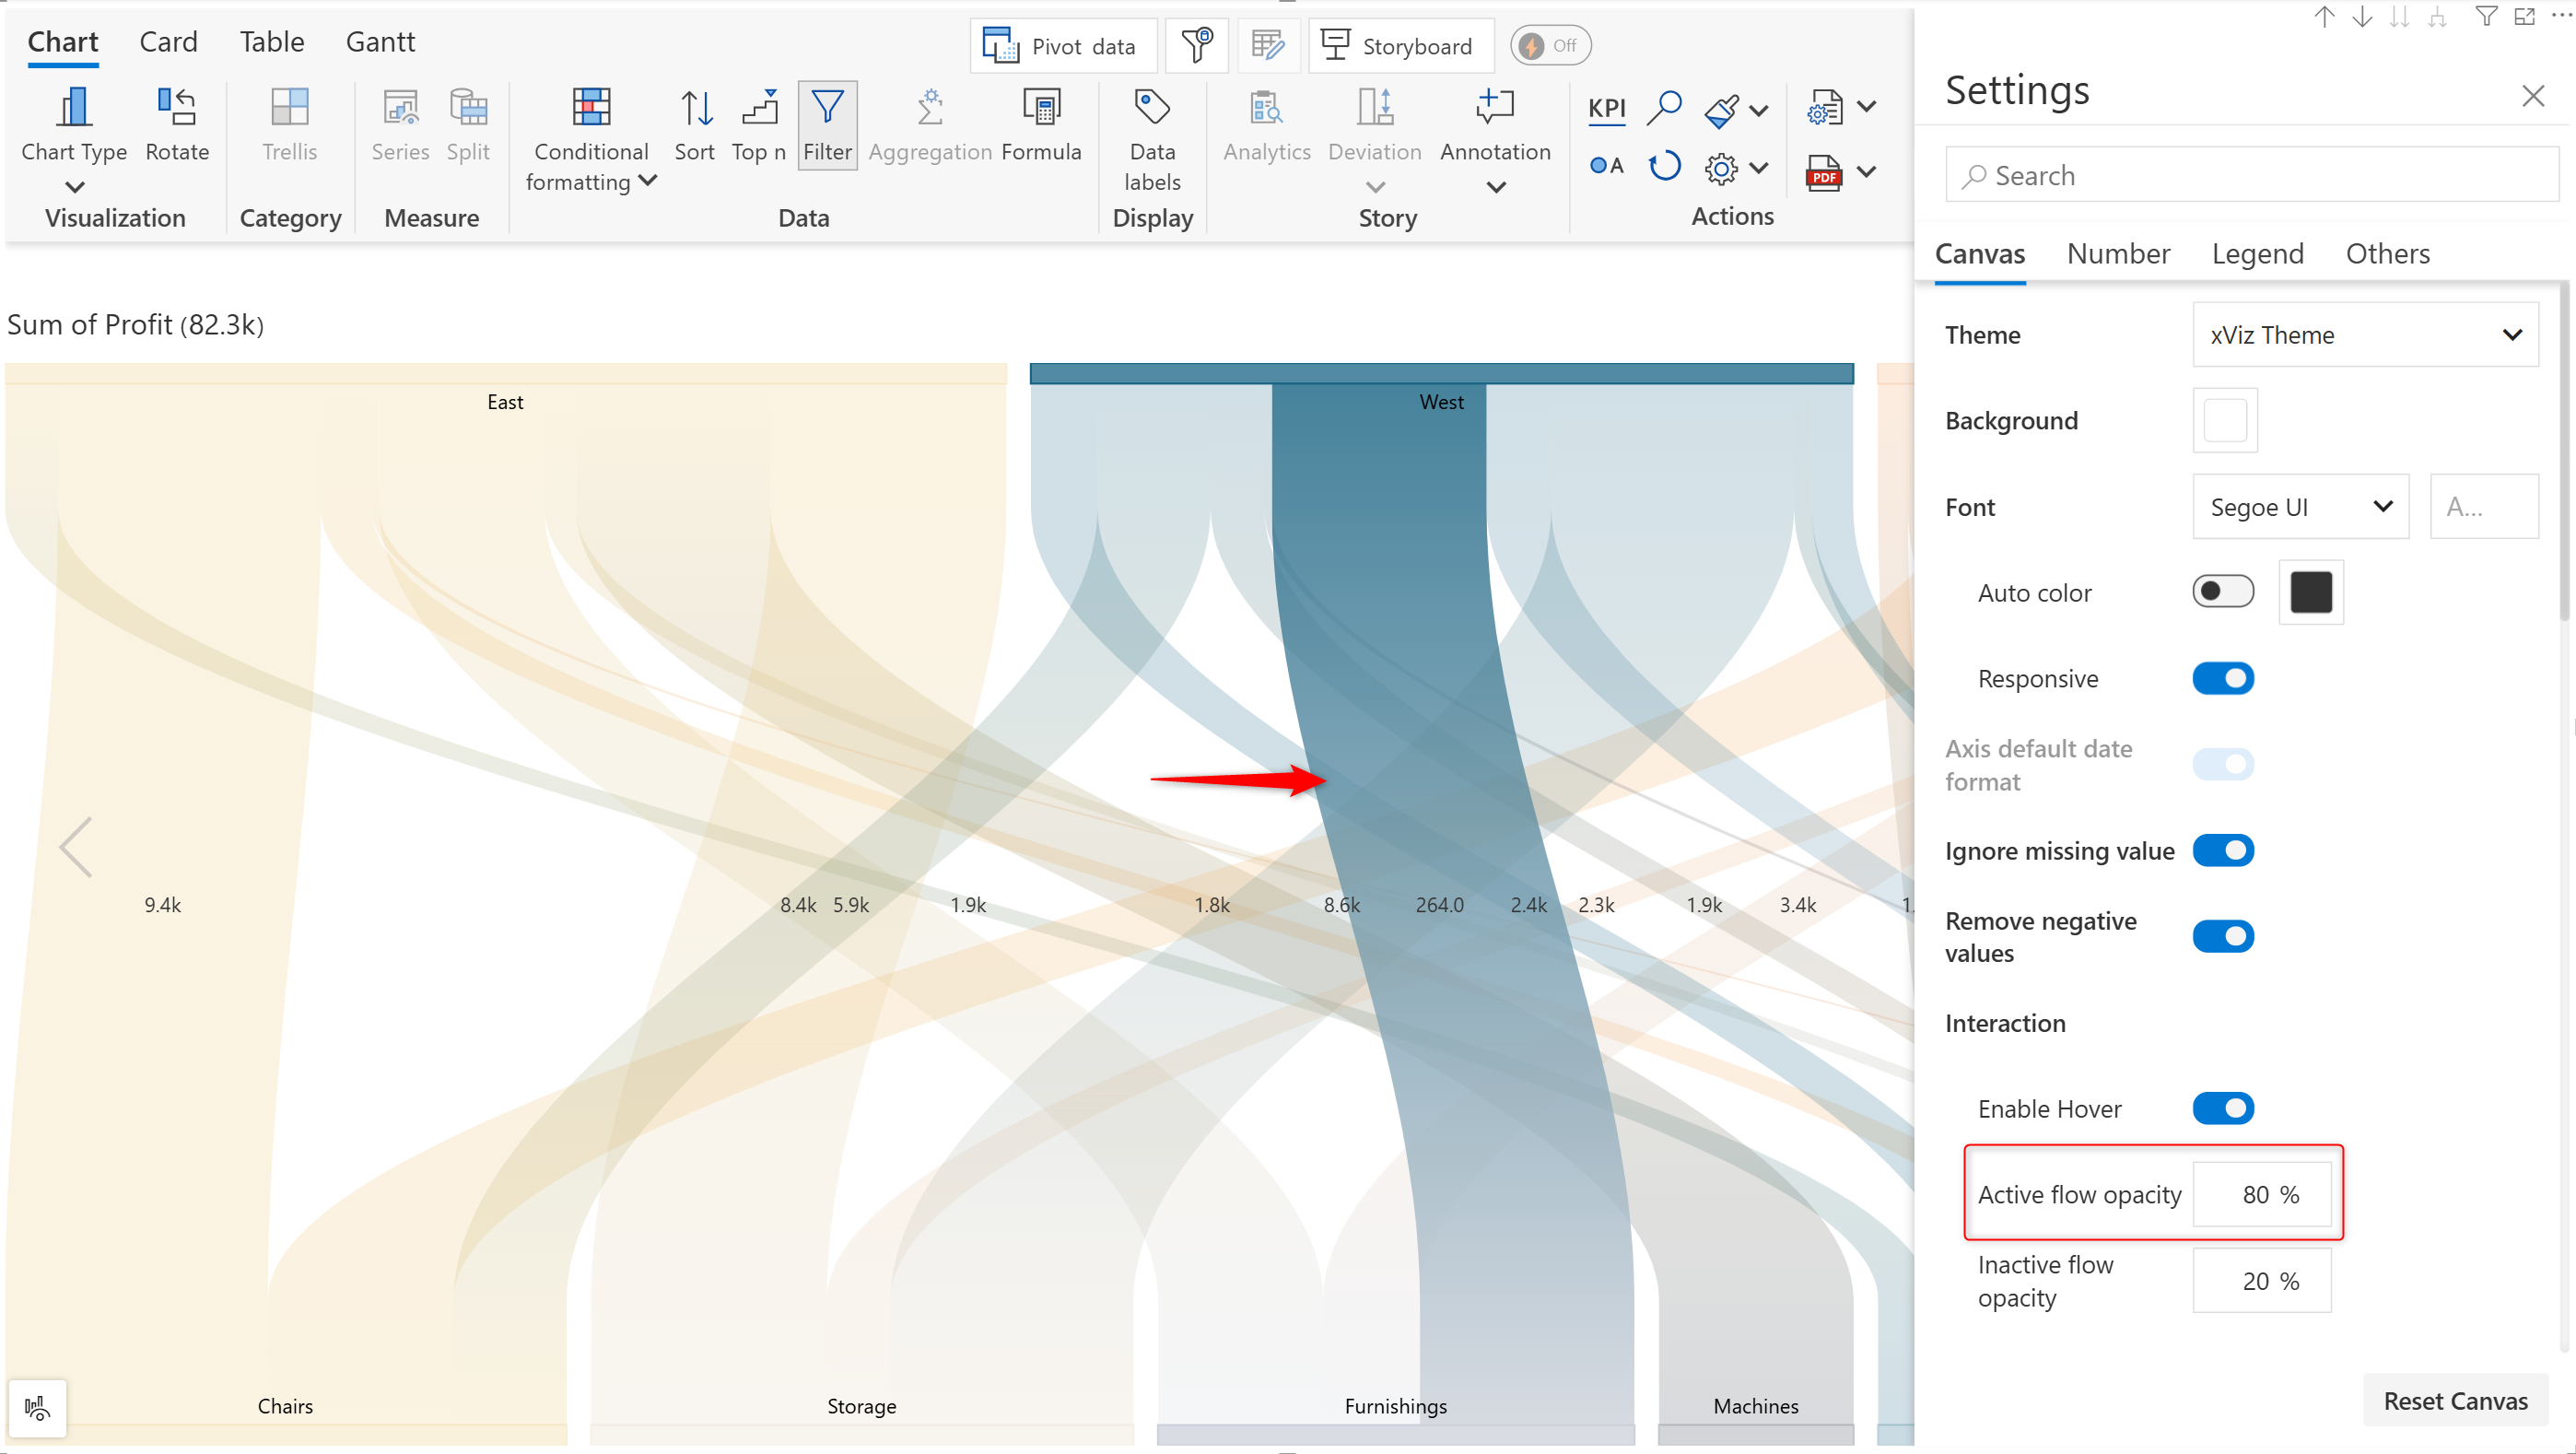 Chart Card Table Gantt
Pivot data Storyboard Off
Chart Type Rotate Trellis Series Split Conditional formatting Sort Top n Filter Aggregation Formula Data labels Analytics Deviation Annotation KPI
A
PDF
Visualization Category Measure Data Display Story Actions
Sum of Profit (82.3k)
East West
9.4k 8.4k 5.9k 1.9k 1.8k 8.6k 264.0 2.4k 2.3k 1.9k 3.4k 1.
Chairs Storage Furnishings Machines
Settings
Search
Canvas Number Legend Others
Theme xViz Theme
Background
Font Segoe UI A...
Auto color
Responsive
Axis default date
format
Ignore missing value
Remove negative
values
Interaction
Enable Hover
Active flow opacity 80 %
Inactive flow
opacity 20 %
Reset Canvas